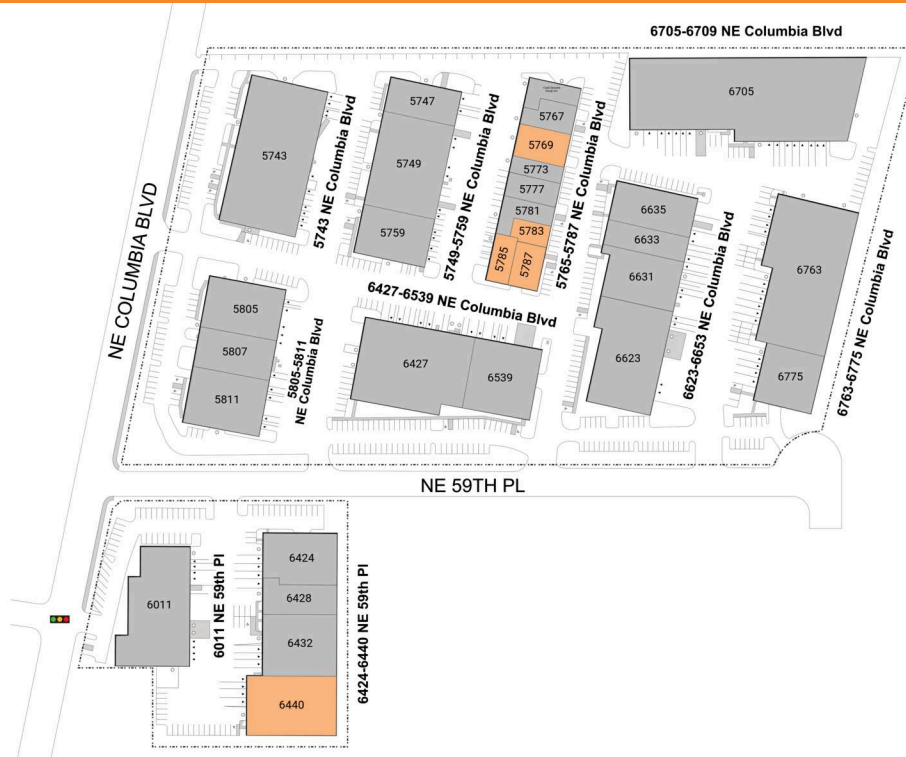 6705-6709 NE Columbia Blvd
6705
5743
5743 NE Columbia Blvd
5747
5749
5759
5749-5759 NE Columbia Blvd
5767
5769
5773
5777
5781
5783
5785
5787
5765-5787 NE Columbia Blvd
6635
6633
6631
6623
6623-6653 NE Columbia Blvd
6763
6775
6763-6775 NE Columbia Blvd
NE COLUMBIA BLVD
5805
5807
5811
5805-5811
NE Columbia Blvd
6427-6539 NE Columbia Blvd
6427
6539
NE 59TH PL
6011
6011 NE 59th Pl
6424
6428
6432
6440
6424-6440 NE 59th Pl